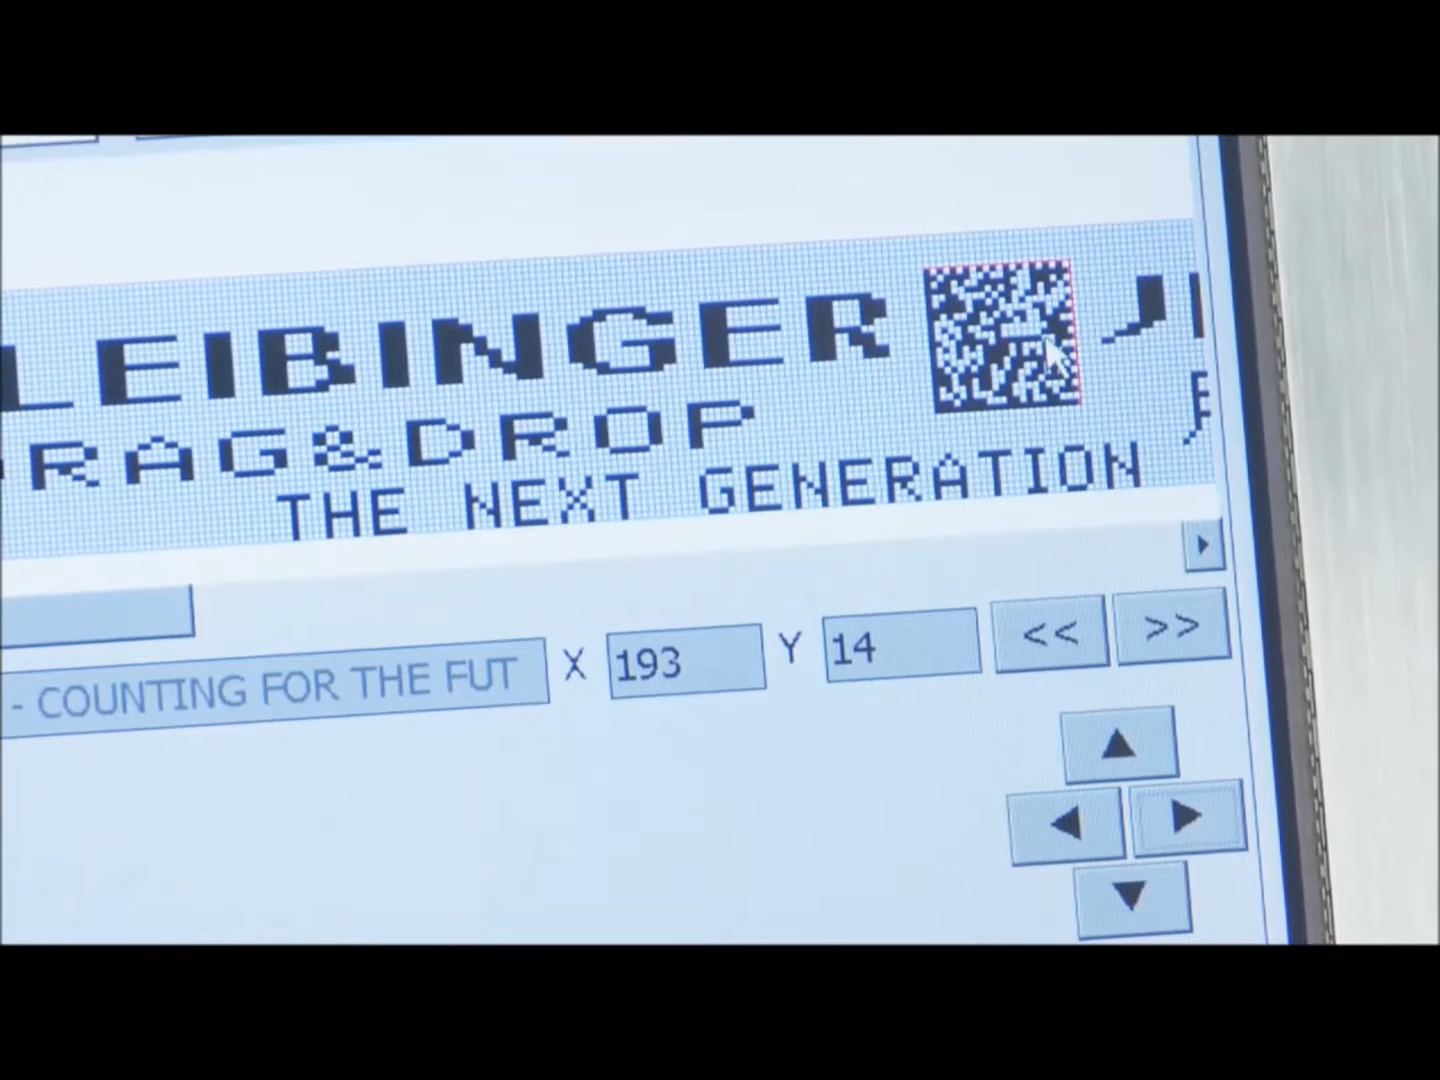 LEIBINGER
RAG&DROP
THE NEXT GENERATION
- COUNTING FOR THE FUT X 193 Y 14 << >>